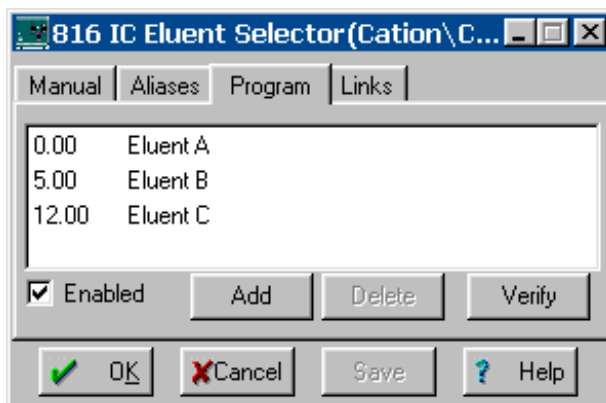 816 IC Eluent Selector(Cation\C...
Manual Aliases Program Links
0.00 Eluent A
5.00 Eluent B
12.00 Eluent C
Enabled Add Delete Verify
OK Cancel Save ? Help